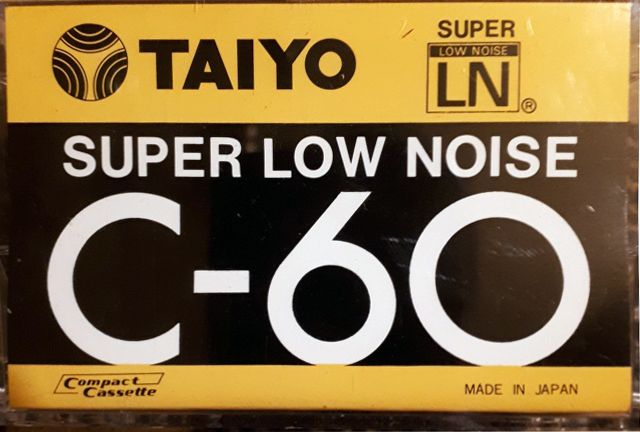 TAIYO
SUPER
LOW NOISE
LN®
SUPER LOW NOISE
C-60
Compact
Cassette
MADE IN JAPAN